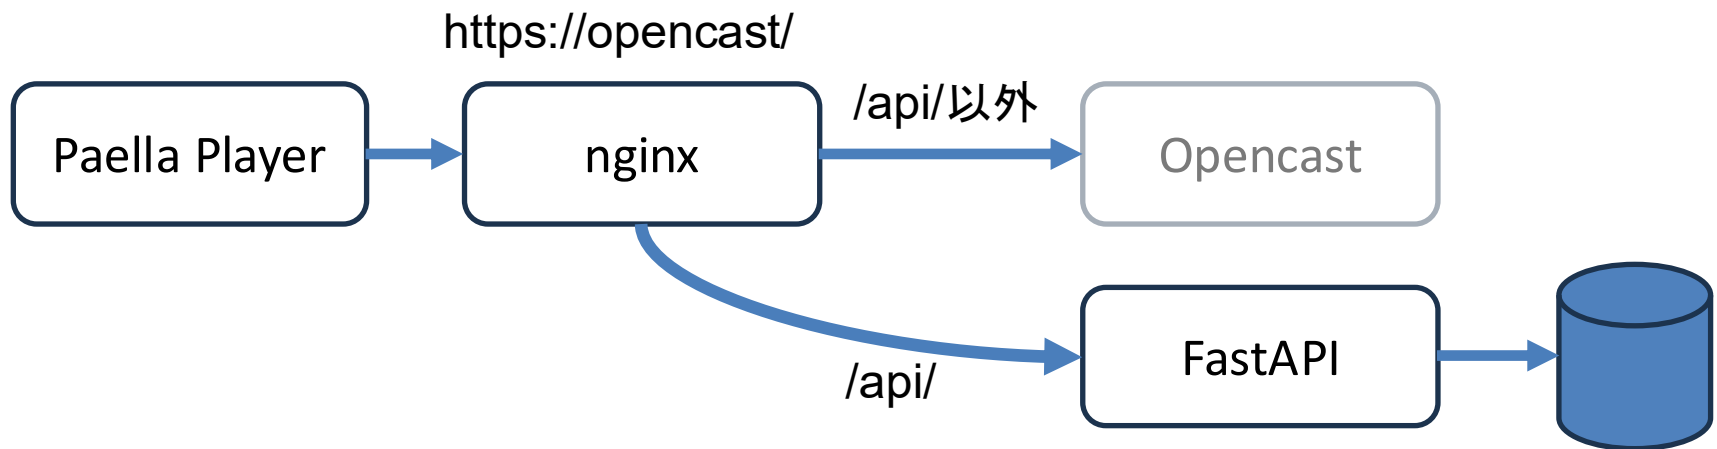 https://opencast/
/api/以外
Paella Player
nginx
Opencast
FastAPI
/api/